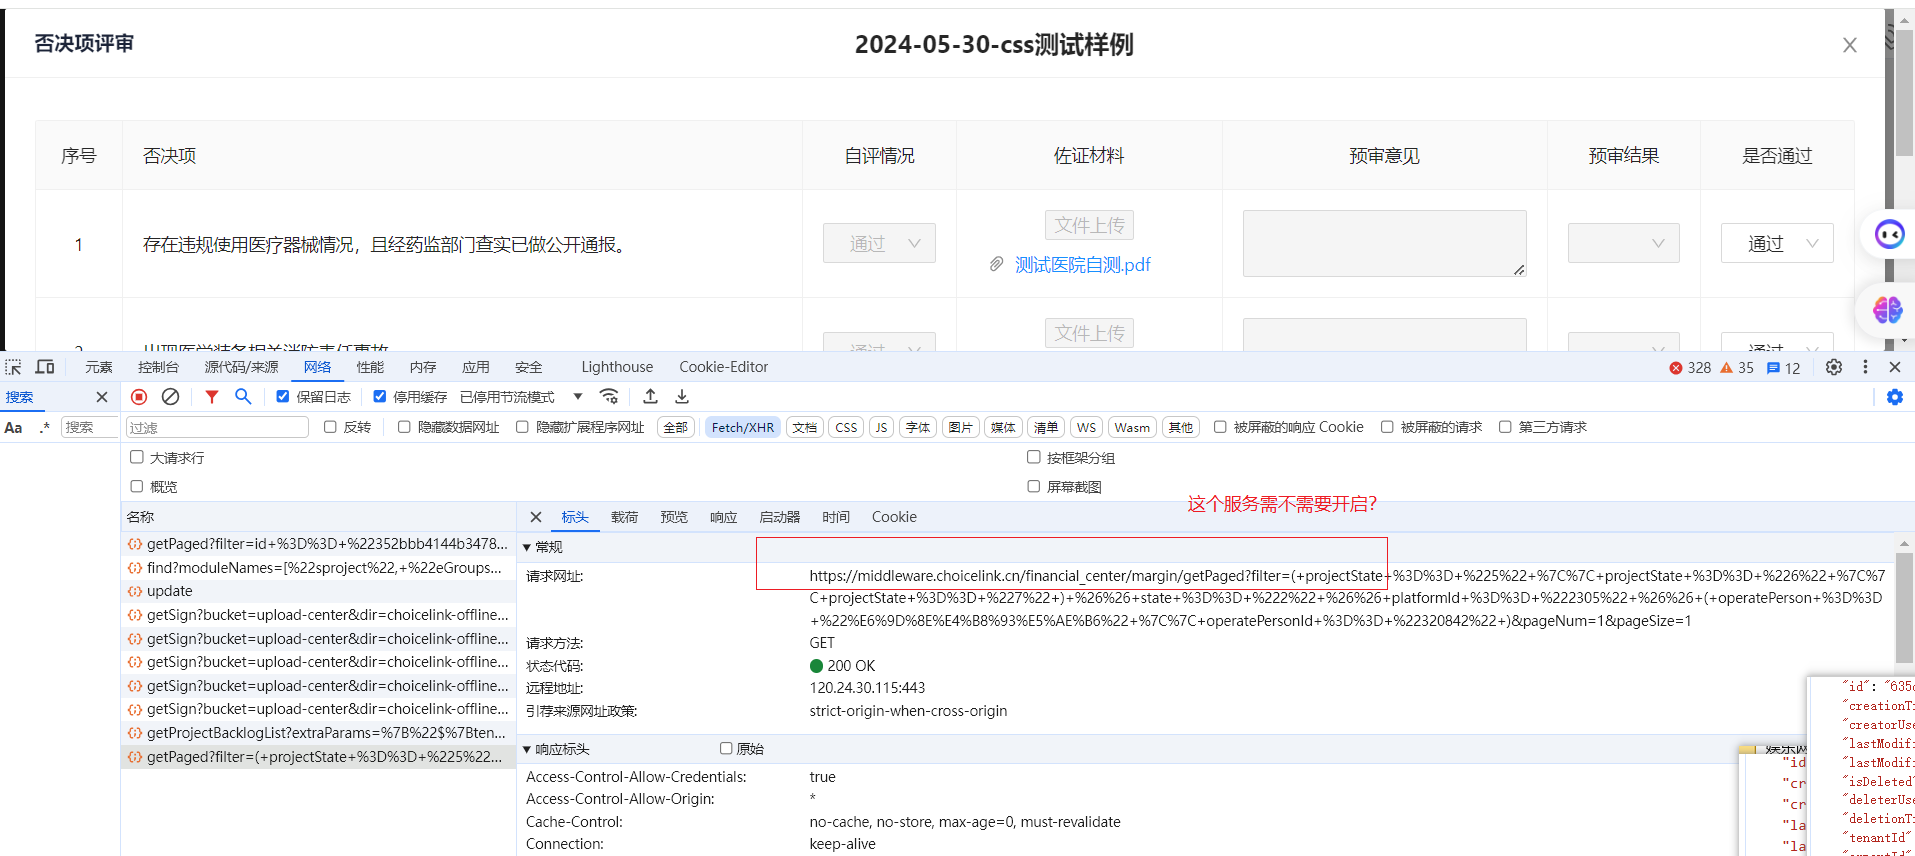 否决项评审
2024-05-30-css测试样例
序号 否决项 自评情况 佐证材料 预审意见 预审结果 是否通过
1 存在违规使用医疗器械情况，且经药监部门查实已做公开通报。 通过 文件上传 通过
测试医院自测.pdf
文件上传
元素 控制台 源代码/来源 网络 性能 内存 应用 安全 Lighthouse Cookie-Editor 328 35 12
搜索 保留日志 停用缓存 已停用节流模式
Aa .* 搜索 过滤 反转 隐藏数据网址 隐藏扩展程序网址 全部 Fetch/XHR 文档 CSS JS 字体 图片 媒体 清单 WS Wasm 其他 被屏蔽的响应 Cookie 被屏蔽的请求 第三方请求
大请求行 按框架分组
概览 屏幕截图
这个服务需不需要开启?
名称 标头 载荷 预览 响应 启动器 时间 Cookie
getPaged?filter=id+%3D%3D+%22352bbb4144b3478...
find?moduleNames=[%22sproject%22,+%22eGroups...
update
getSign?bucket=upload-center&dir=choicelink-offline...
getSign?bucket=upload-center&dir=choicelink-offline...
getSign?bucket=upload-center&dir=choicelink-offline...
getSign?bucket=upload-center&dir=choicelink-offline...
getSign?bucket=upload-center&dir=choicelink-offline...
getProjectBacklogList?extraParams=%7B%22$%7Bten...
getPaged?filter=(+projectState+%3D%3D+%225%22...
常规
请求网址: https://middleware.choicelink.cn/financial_center/margin/getPaged?filter=(+projectState+%3D%3D+%225%22+%7C%7C+projectState+%3D%3D+%226%22+%7C%7
C+projectState+%3D%3D+%227%22+)+%26%26+state+%3D%3D+%222%22+%26%26+platformId+%3D%3D+%222305%22+%26%26+(+operatePerson+%3D%3D
+%22%E6%9D%8E%E4%B8%93%E5%AE%B6%22+%7C%7C+operatePersonId+%3D%3D+%22320842%22+)&pageNum=1&pageSize=1
请求方法: GET
状态代码: 200 OK
远程地址: 120.24.30.115:443
引荐来源网址政策: strict-origin-when-cross-origin
响应标头 原始
Access-Control-Allow-Credentials: true
Access-Control-Allow-Origin: *
Cache-Control: no-cache, no-store, max-age=0, must-revalidate
Connection: keep-alive
"id": "635
"creationT
"creatorUs
"lastModif
"lastModif
"isDeleted
"deleterUs
"deletionT
"tenantId"
"id
"cr
"cr
"la
"la